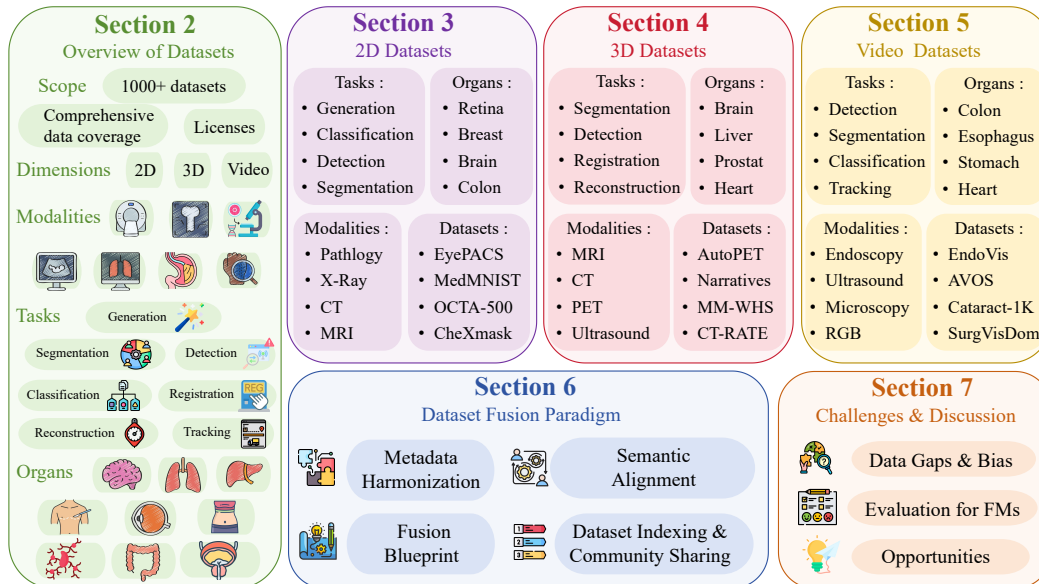 Section 2
Overview of Datasets
Scope
1000+ datasets
Comprehensive
data coverage
Licenses
Dimensions
2D
3D
Video
Modalities
Tasks
Generation
Segmentation
Detection
Classification
Registration
REG
Reconstruction
Tracking
Organs
Section 3
2D Datasets
Tasks :
• Generation
• Classification
• Detection
• Segmentation
Organs :
• Retina
• Breast
• Brain
• Colon
Modalities :
• Pathlogy
• X-Ray
• CT
• MRI
Datasets :
• EyePACS
• MedMNIST
• OCTA-500
• CheXmask
Section 4
3D Datasets
Tasks :
• Segmentation
• Detection
• Registration
• Reconstruction
Organs :
• Brain
• Liver
• Prostat
• Heart
Modalities :
• MRI
• CT
• PET
• Ultrasound
Datasets :
• AutoPET
• Narratives
• MM-WHS
• CT-RATE
Section 5
Video Datasets
Tasks :
• Detection
• Segmentation
• Classification
• Tracking
Organs :
• Colon
• Esophagus
• Stomach
• Heart
Modalities :
• Endoscopy
• Ultrasound
• Microscopy
• RGB
Datasets :
• EndoVis
• AVOS
• Cataract-1K
• SurgVisDom
Section 6
Dataset Fusion Paradigm
Metadata
Harmonization
Semantic
Alignment
Fusion
Blueprint
1
2
3
Dataset Indexing &
Community Sharing
Section 7
Challenges & Discussion
Data Gaps & Bias
Evaluation for FMs
Opportunities